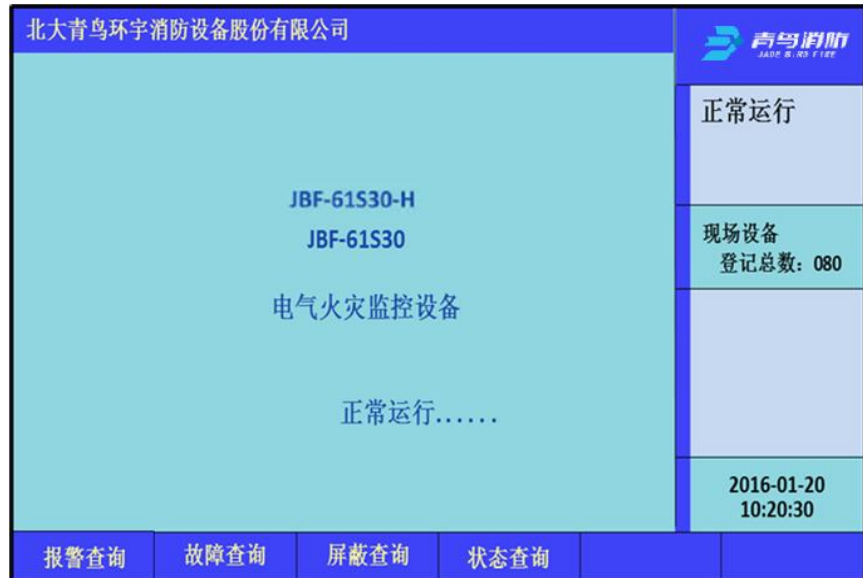 北大青鸟环宇消防设备股份有限公司
青鸟消防
JADE BIRD FIRE
正常运行
JBF-61S30-H
JBF-61S30
电气火灾监控设备
正常运行......
现场设备
登记总数：080
2016-01-20
10:20:30
报警查询 故障查询 屏蔽查询 状态查询